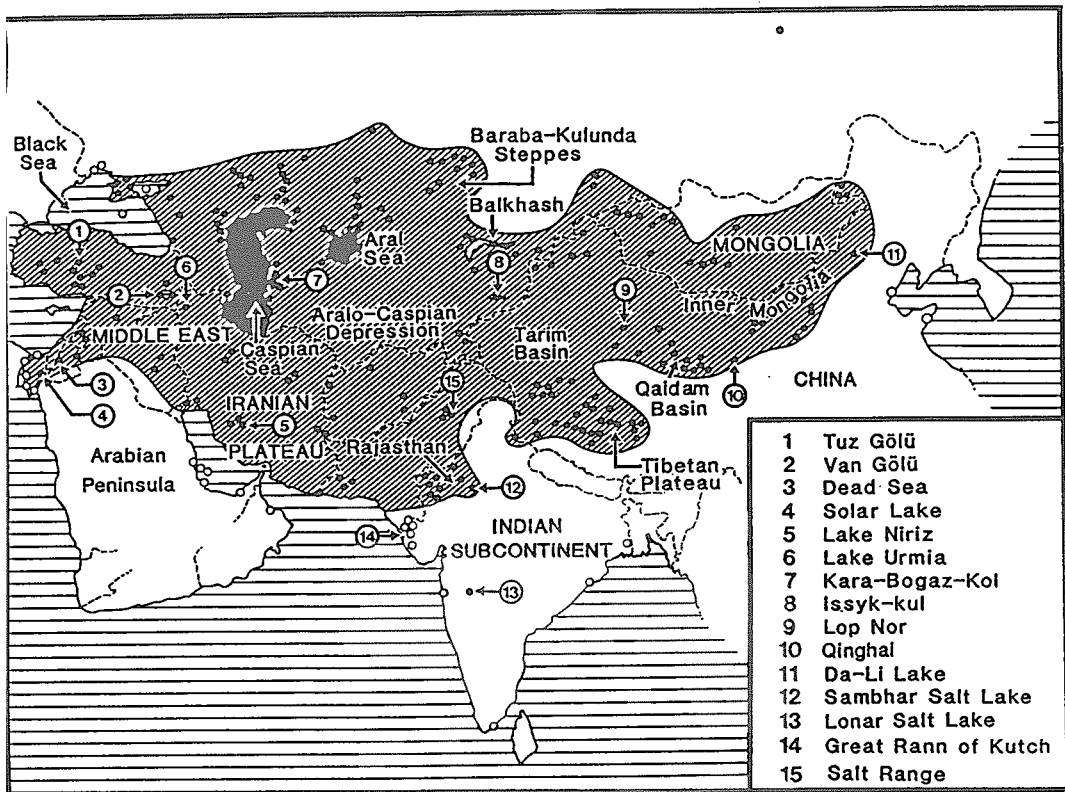 Baraba-Kulunda
Steppes
Black
Sea
Balkhash
1
Aral
Sea
MONGOLIA
6
7
8
9
11
2
Inner
Mongolia
Aralo-Caspian
Depression
MIDDLE EAST
Caspian
Sea
Tarim
Basin
3
15
Qaidam
Basin
10
CHINA
4
IRANIAN
5
PLATEAU
Rajasthan
Arabian
Peninsula
Tibetan
Plateau
12
14
INDIAN
SUBCONTINENT
13
1 Tuz Gölü
2 Van Gölü
3 Dead Sea
4 Solar Lake
5 Lake Niriz
6 Lake Urmia
7 Kara-Bogaz-Kol
8 Issyk-kul
9 Lop Nor
10 Qinghai
11 Da-Li Lake
12 Sambhar Salt Lake
13 Lonar Salt Lake
14 Great Rann of Kutch
15 Salt Range